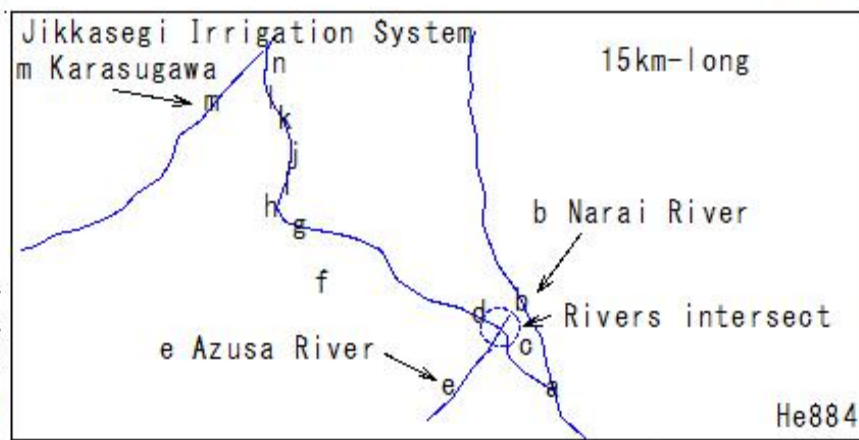 Jikkasegi Irrigation System
m Karasugawa
15km-long
n
m
k
j
i
h
g
b Narai River
f
b
d
Rivers intersect
c
e Azusa River
e
a
He884